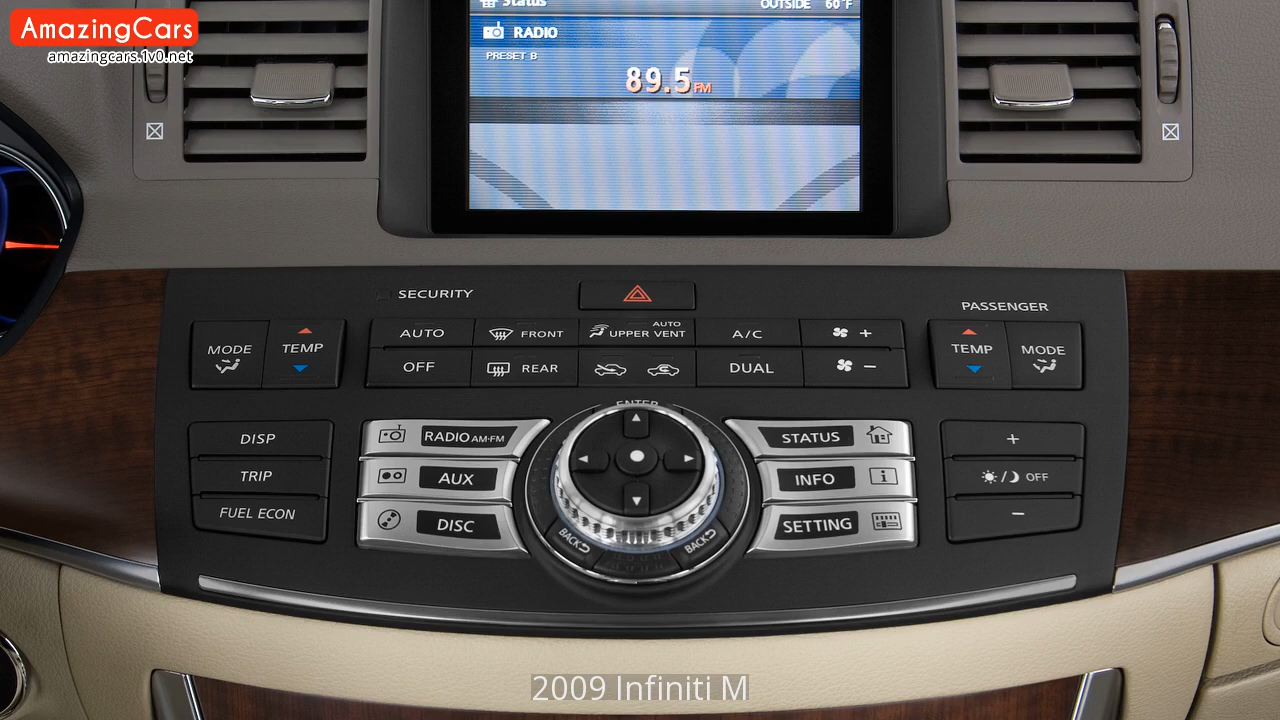 AmazingCars
amazingcars.1v0.net
Status
OUTSIDE 60°F
RADIO
PRESET B
89.5 FM
SECURITY
PASSENGER
MODE
TEMP
AUTO
FRONT
AUTO
UPPER VENT
A/C
+
TEMP
MODE
OFF
REAR
DUAL
−
ENTER
DISP
RADIO AM·FM
STATUS
+
TRIP
AUX
INFO
i
/ OFF
FUEL ECON
DISC
SETTING
−
BACK
BACK
2009 Infiniti M